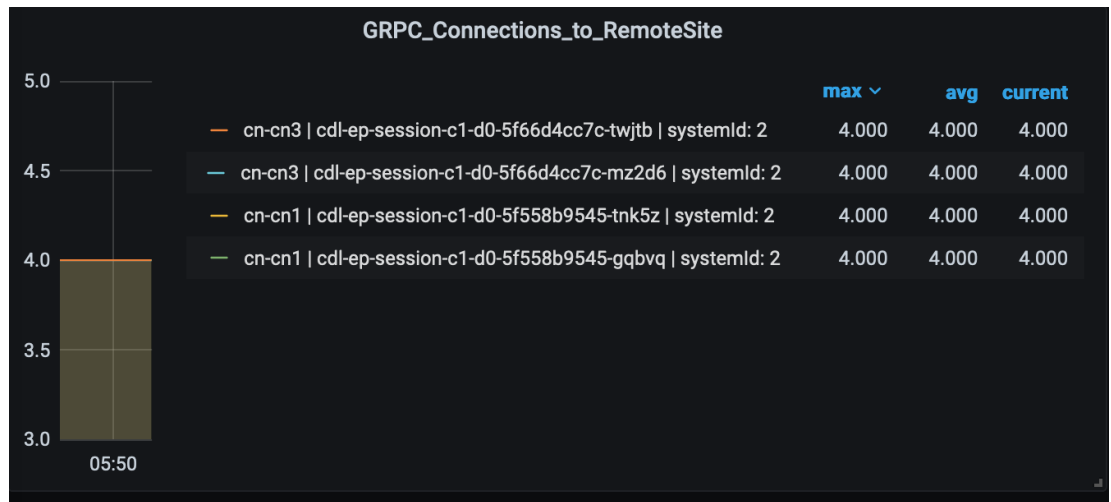 GRPC_Connections_to_RemoteSite
5.0
4.5
4.0
3.5
3.0
05:50
max avg current
cn-cn3 | cdl-ep-session-c1-d0-5f66d4cc7c-twjtb | systemId: 2 4.000 4.000 4.000
cn-cn3 | cdl-ep-session-c1-d0-5f66d4cc7c-mz2d6 | systemId: 2 4.000 4.000 4.000
cn-cn1 | cdl-ep-session-c1-d0-5f558b9545-tnk5z | systemId: 2 4.000 4.000 4.000
cn-cn1 | cdl-ep-session-c1-d0-5f558b9545-gqbvq | systemId: 2 4.000 4.000 4.000